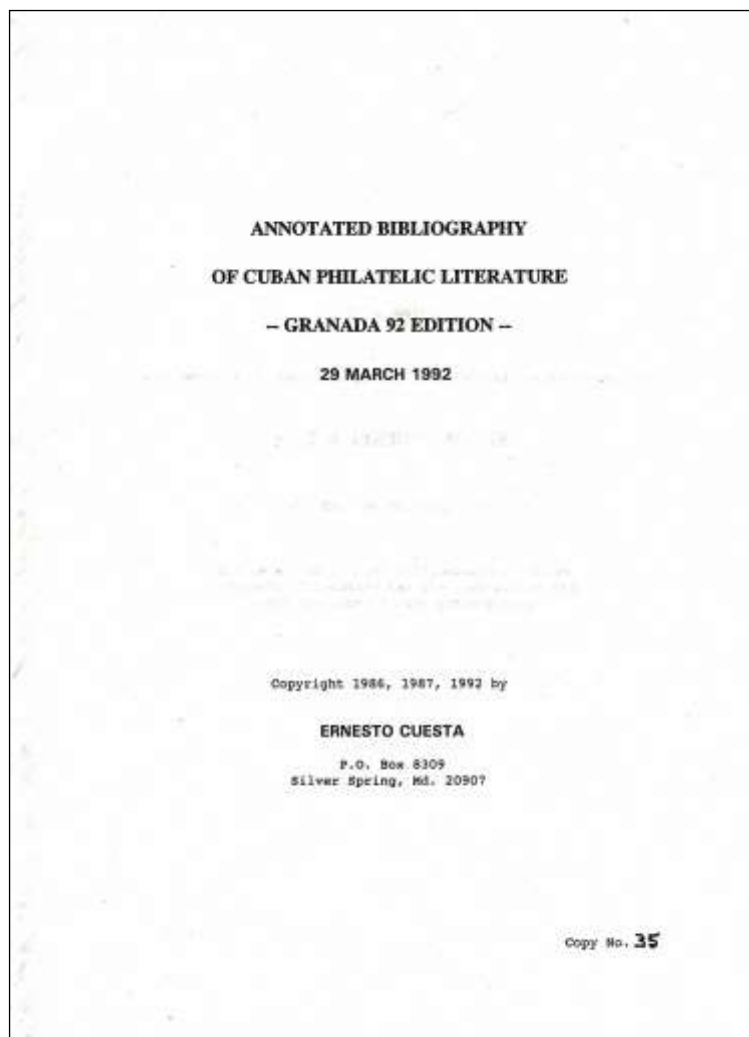 ANNOTATED BIBLIOGRAPHY
OF CUBAN PHILATELIC LITERATURE
-- GRANADA 92 EDITION --
29 MARCH 1992
Copyright 1986, 1987, 1992 by
ERNESTO CUESTA
P.O. Box 8309
Silver Spring, Md. 20907
Copy No. 35